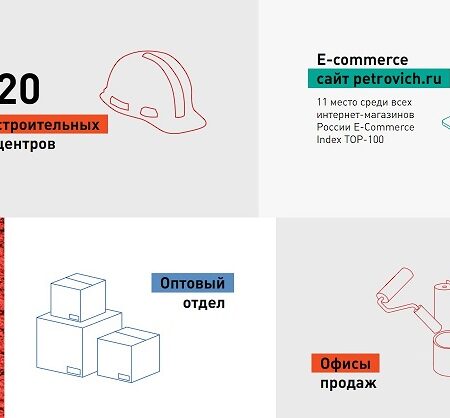 20
строительных
центров
E-commerce
сайт petrovich.ru
11 место среди всех
интернет-магазинов
России E-Commerce
Index TOP-100
Оптовый
отдел
Офисы
продаж